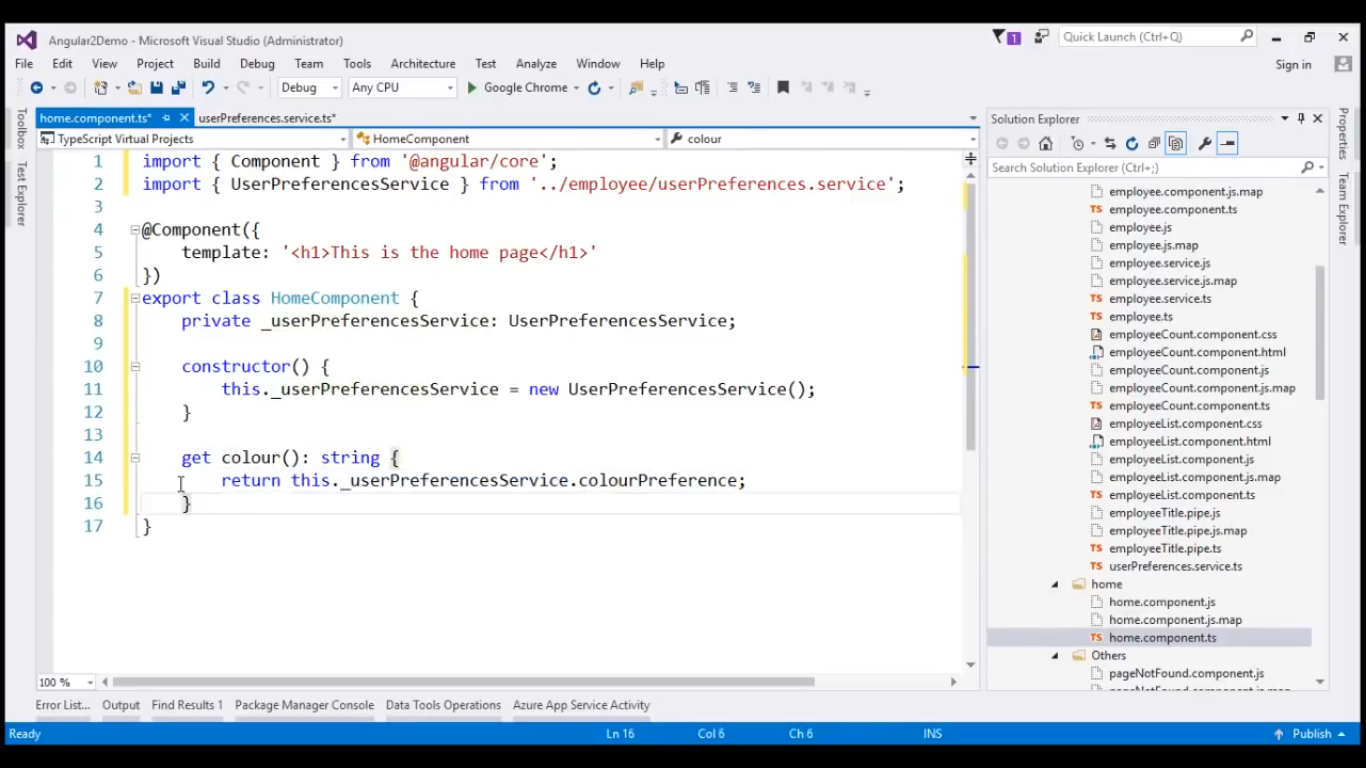 Angular2Demo - Microsoft Visual Studio (Administrator)
1
Quick Launch (Ctrl+Q)
File Edit View Project Build Debug Team Tools Architecture Test Analyze Window Help
Sign in
Debug Any CPU Google Chrome
Toolbox
Test Explorer
home.component.ts*
userPreferences.service.ts*
TypeScript Virtual Projects
HomeComponent
colour
1 import { Component } from '@angular/core';
2 import { UserPreferencesService } from '../employee/userPreferences.service';
3
4 @Component({
5 template: '<h1>This is the home page</h1>'
6 })
7 export class HomeComponent {
8 private _userPreferencesService: UserPreferencesService;
9
10 constructor() {
11 this._userPreferencesService = new UserPreferencesService();
12 }
13
14 get colour(): string {
15 return this._userPreferencesService.colourPreference;
16 }
17 }
100 %
Solution Explorer
Search Solution Explorer (Ctrl+;)
employee.component.js.map
TS employee.component.ts
employee.js
employee.js.map
employee.service.js
employee.service.js.map
TS employee.service.ts
TS employee.ts
employeeCount.component.css
employeeCount.component.html
employeeCount.component.js
employeeCount.component.js.map
TS employeeCount.component.ts
employeeList.component.css
employeeList.component.html
employeeList.component.js
employeeList.component.js.map
TS employeeList.component.ts
employeeTitle.pipe.js
employeeTitle.pipe.js.map
TS employeeTitle.pipe.ts
TS userPreferences.service.ts
home
home.component.js
home.component.js.map
TS home.component.ts
Others
pageNotFound.component.js
Properties
Team Explorer
Error List... Output Find Results 1 Package Manager Console Data Tools Operations Azure App Service Activity
Ready Ln 16 Col 6 Ch 6 INS Publish